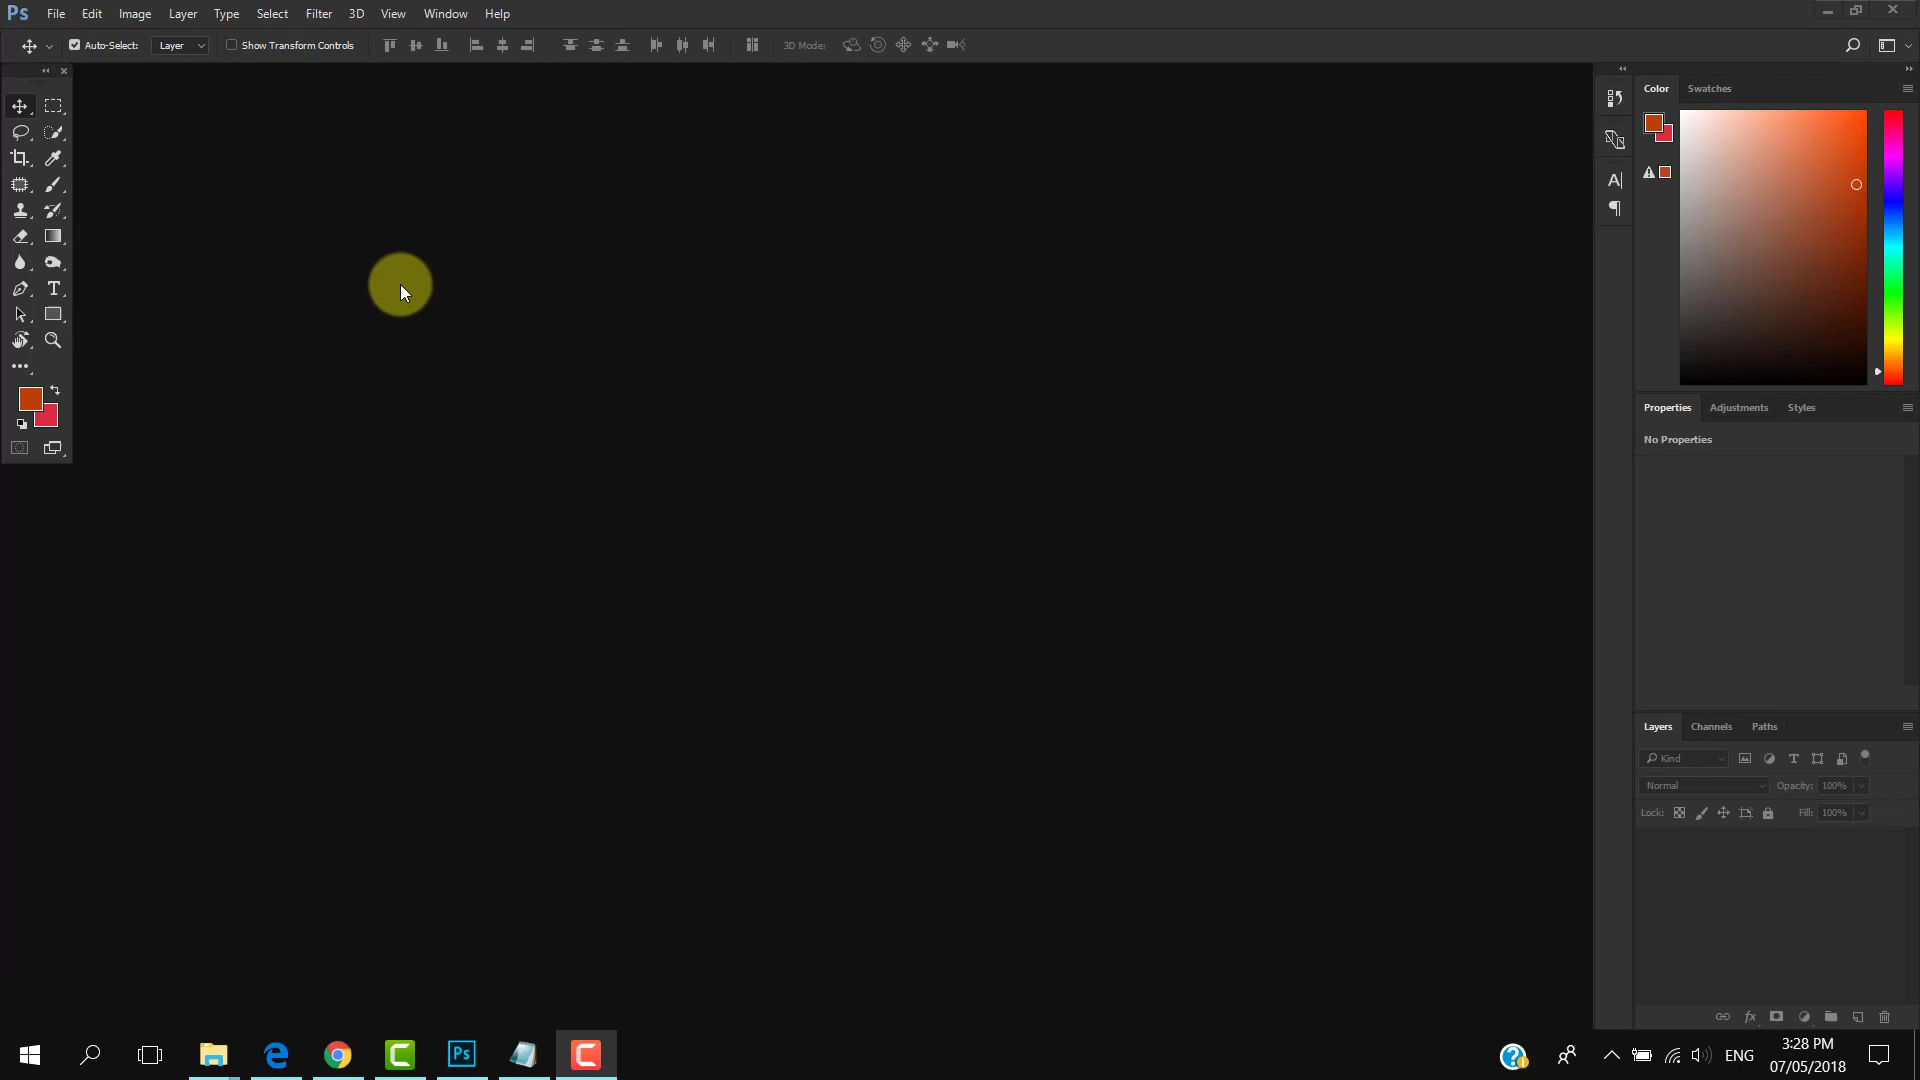 Ps File Edit Image Layer Type Select Filter 3D View Window Help
Auto-Select: Layer Show Transform Controls 3D Mode:
Color Swatches
A
T
Properties Adjustments Styles
No Properties
Layers Channels Paths
Kind T
Normal Opacity: 100%
Lock: Fill: 100%
fx
Ps ENG 3:28 PM
07/05/2018